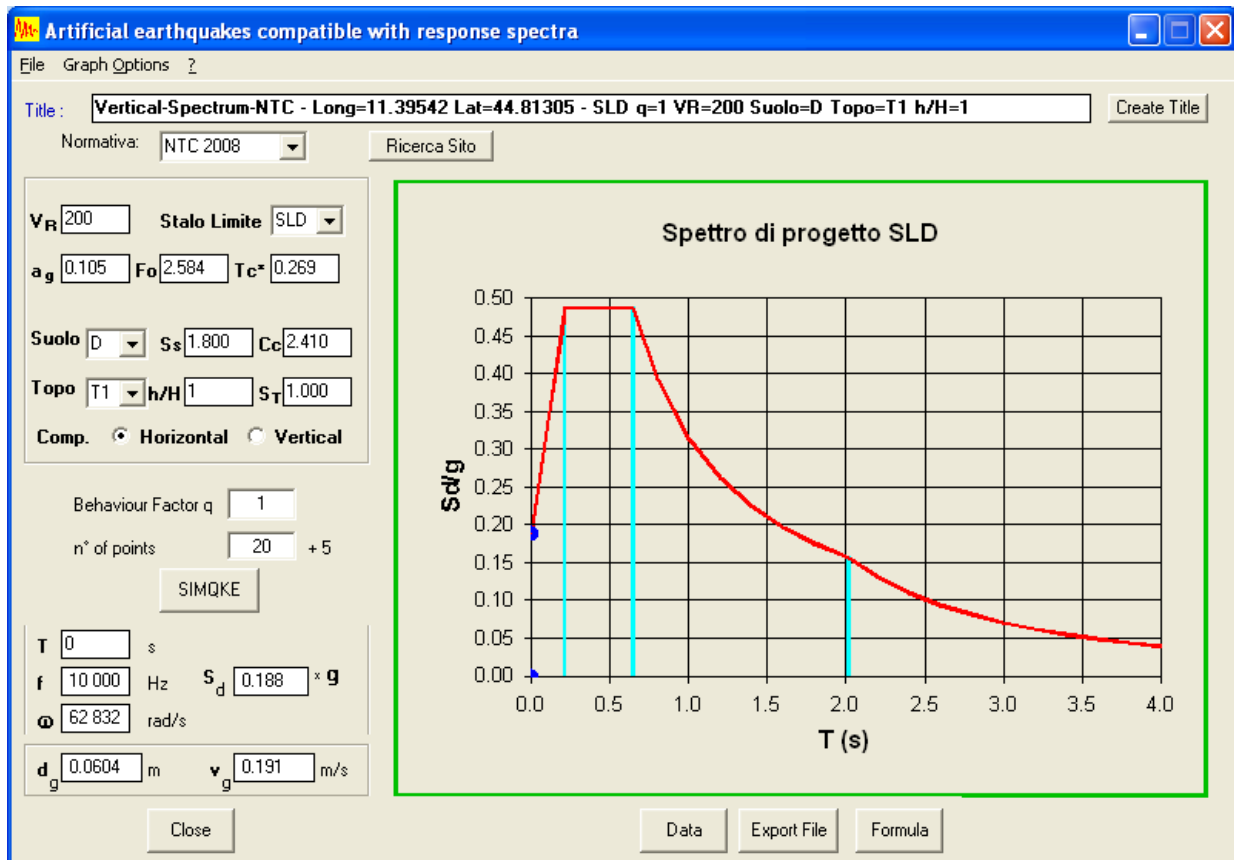 Artificial earthquakes compatible with response spectra
File Graph Options ?
Title : Vertical-Spectrum-NTC - Long=11.39542 Lat=44.81305 - SLD q=1 VR=200 Suolo=D Topo=T1 h/H=1 Create Title
Normativa: NTC 2008 Ricerca Sito
VR 200 Stalo Limite SLD
ag 0.105 Fo 2.584 Tc* 0.269
Suolo D Ss 1.800 Cc 2.410
Topo T1 h/H 1 ST 1.000
Comp. Horizontal Vertical
Behaviour Factor q 1
n° of points 20 + 5
SIMQKE
T 0 s
f 10 000 Hz Sd 0.188 x g
ω 62 832 rad/s
dg 0.0604 m vg 0.191 m/s
Close
Spettro di progetto SLD
Sd/g
0.50
0.45
0.40
0.35
0.30
0.25
0.20
0.15
0.10
0.05
0.00
0.0 0.5 1.0 1.5 2.0 2.5 3.0 3.5 4.0
T (s)
Data Export File Formula